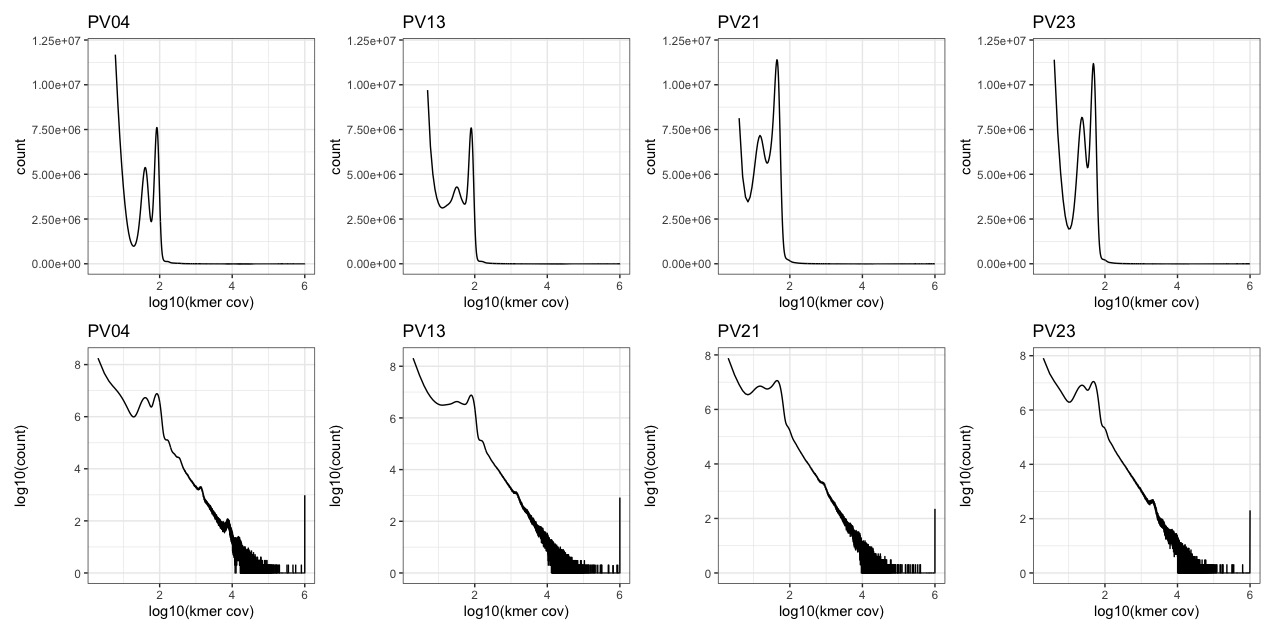 PV04 PV13 PV21 PV23
1.25e+07 1.25e+07 1.25e+07 1.25e+07
1.00e+07 1.00e+07 1.00e+07 1.00e+07
7.50e+06 7.50e+06 7.50e+06 7.50e+06
count count count count
5.00e+06 5.00e+06 5.00e+06 5.00e+06
2.50e+06 2.50e+06 2.50e+06 2.50e+06
0.00e+00 0.00e+00 0.00e+00 0.00e+00
2 4 6 2 4 6 2 4 6 2 4 6
log10(kmer cov) log10(kmer cov) log10(kmer cov) log10(kmer cov)
PV04 PV13 PV21 PV23
8 8 8 8
6 6 6 6
log10(count) log10(count) log10(count) log10(count)
4 4 4 4
2 2 2 2
0 0 0 0
2 4 6 2 4 6 2 4 6 2 4 6
log10(kmer cov) log10(kmer cov) log10(kmer cov) log10(kmer cov)